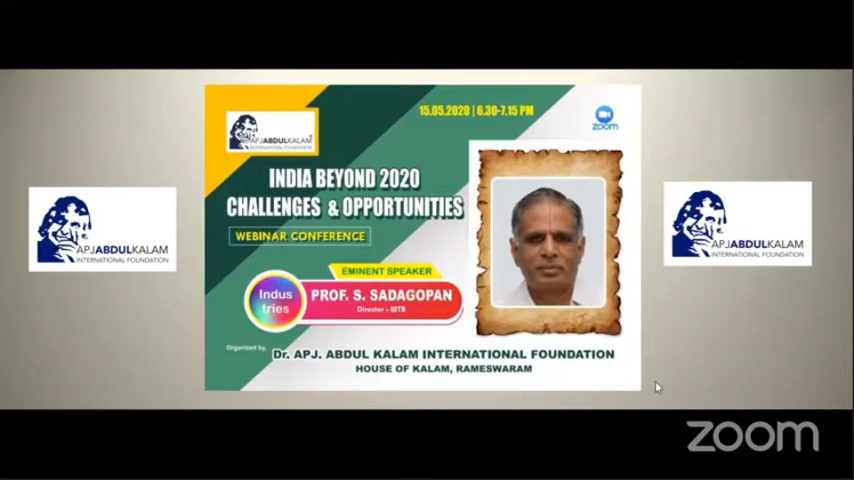 15.05.2020 | 6.30-7.15 PM
zoom
APJABDULKALAM
INTERNATIONAL FOUNDATION
INDIA BEYOND 2020
CHALLENGES & OPPORTUNITIES
WEBINAR CONFERENCE
EMINENT SPEAKER
Indus
tries
PROF. S. SADAGOPAN
Director - IIITB
Organized by,
Dr. APJ. ABDUL KALAM INTERNATIONAL FOUNDATION
HOUSE OF KALAM, RAMESWARAM
APJABDULKALAM
INTERNATIONAL FOUNDATION
APJABDULKALAM
INTERNATIONAL FOUNDATION
zoom